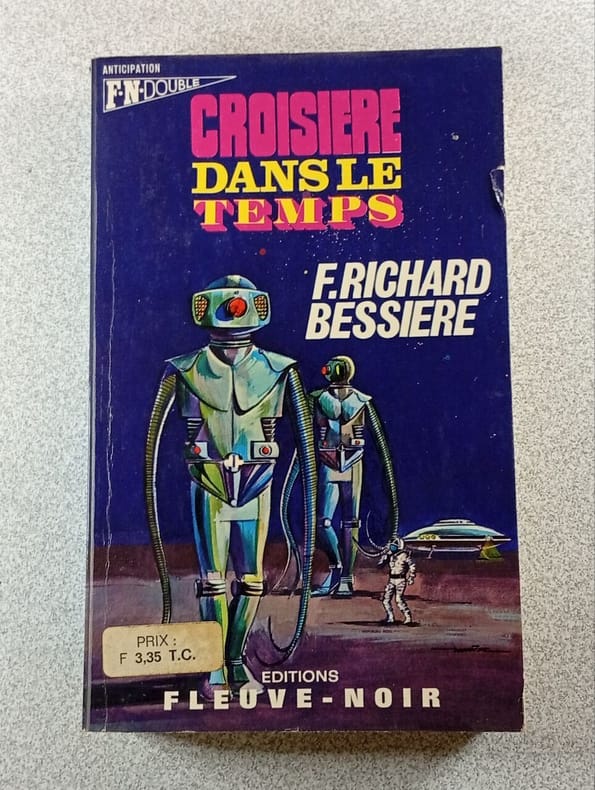 ANTICIPATION
F·N·DOUBLE
CROISIERE
DANS LE
TEMPS
F. RICHARD
BESSIERE
PRIX :
F 3,35 T.C.
EDITIONS
FLEUVE-NOIR